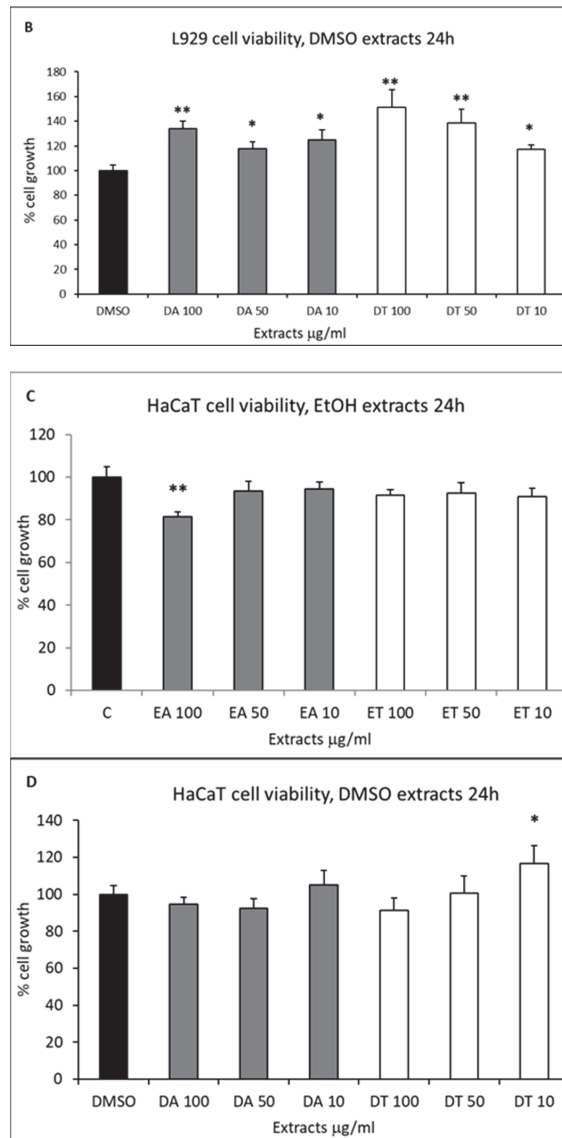 B
L929 cell viability, DMSO extracts 24h
% cell growth
180
160
140
120
100
80
60
40
20
0
**
*
*
**
**
*
DMSO DA 100 DA 50 DA 10 DT 100 DT 50 DT 10
Extracts µg/ml
C
HaCaT cell viability, EtOH extracts 24h
% cell growth
120
100
80
60
40
20
0
**
C EA 100 EA 50 EA 10 ET 100 ET 50 ET 10
Extracts µg/ml
D
HaCaT cell viability, DMSO extracts 24h
% cell growth
140
120
100
80
60
40
20
0
*
DMSO DA 100 DA 50 DA 10 DT 100 DT 50 DT 10
Extracts µg/ml